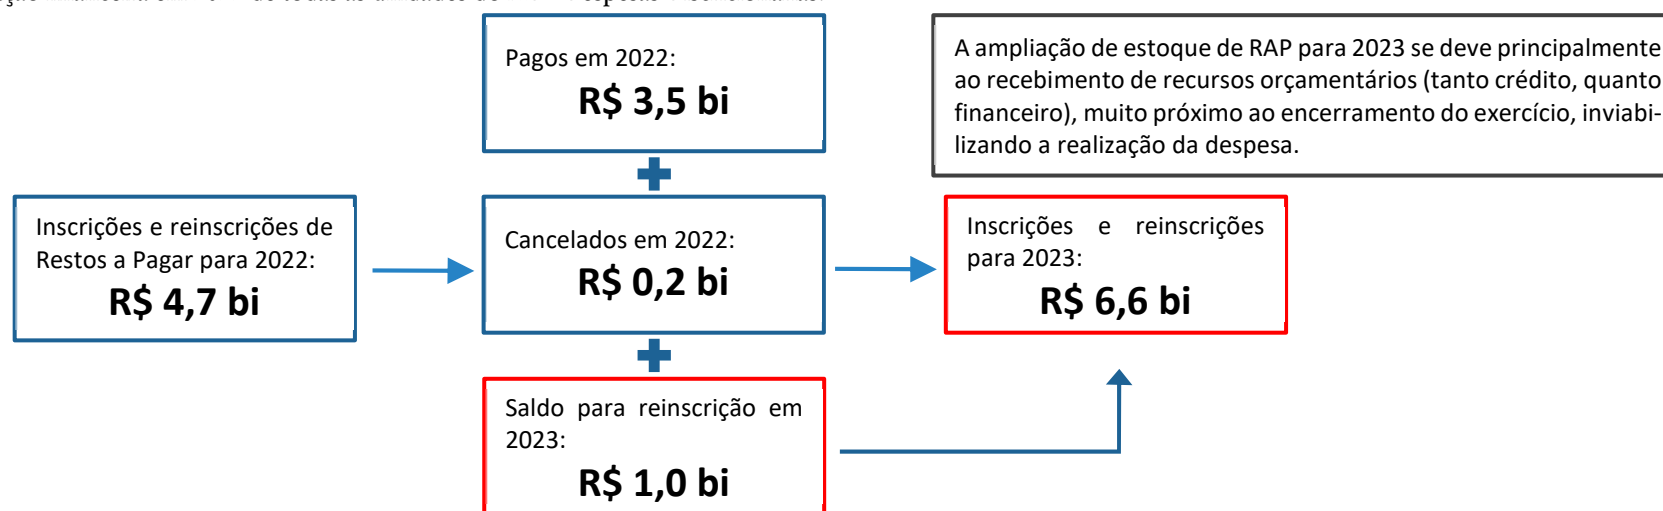 Pagos em 2022:
R$ 3,5 bi
A ampliação de estoque de RAP para 2023 se deve principalmente
ao recebimento de recursos orçamentários (tanto crédito, quanto
financeiro), muito próximo ao encerramento do exercício, inviabi-
lizando a realização da despesa.
Inscrições e reinscrições de
Restos a Pagar para 2022:
R$ 4,7 bi
Cancelados em 2022:
R$ 0,2 bi
Inscrições e reinscrições
para 2023:
R$ 6,6 bi
Saldo para reinscrição em
2023:
R$ 1,0 bi